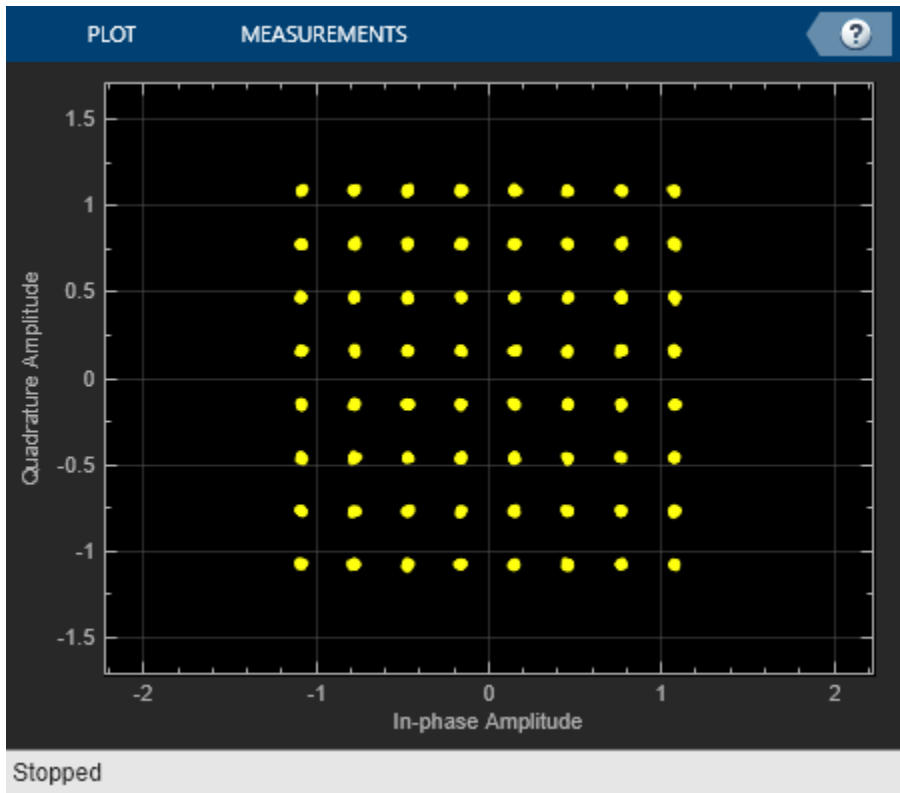 PLOT MEASUREMENTS ?
1.5
1
0.5
0
-0.5
-1
-1.5
Quadrature Amplitude
-2 -1 0 1 2
In-phase Amplitude
Stopped